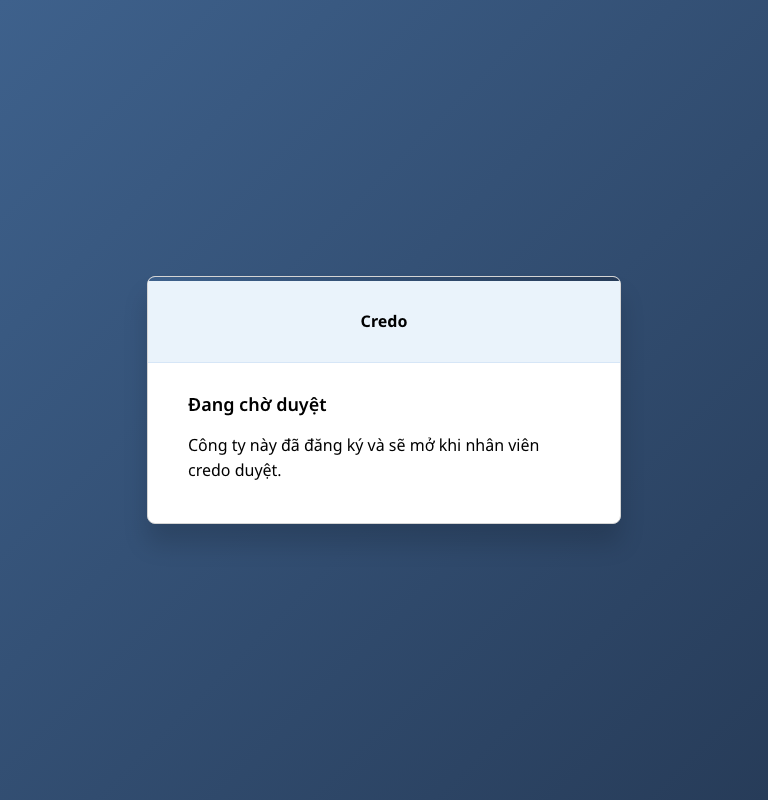 Credo
Đang chờ duyệt
Công ty này đã đăng ký và sẽ mở khi nhân viên
credo duyệt.